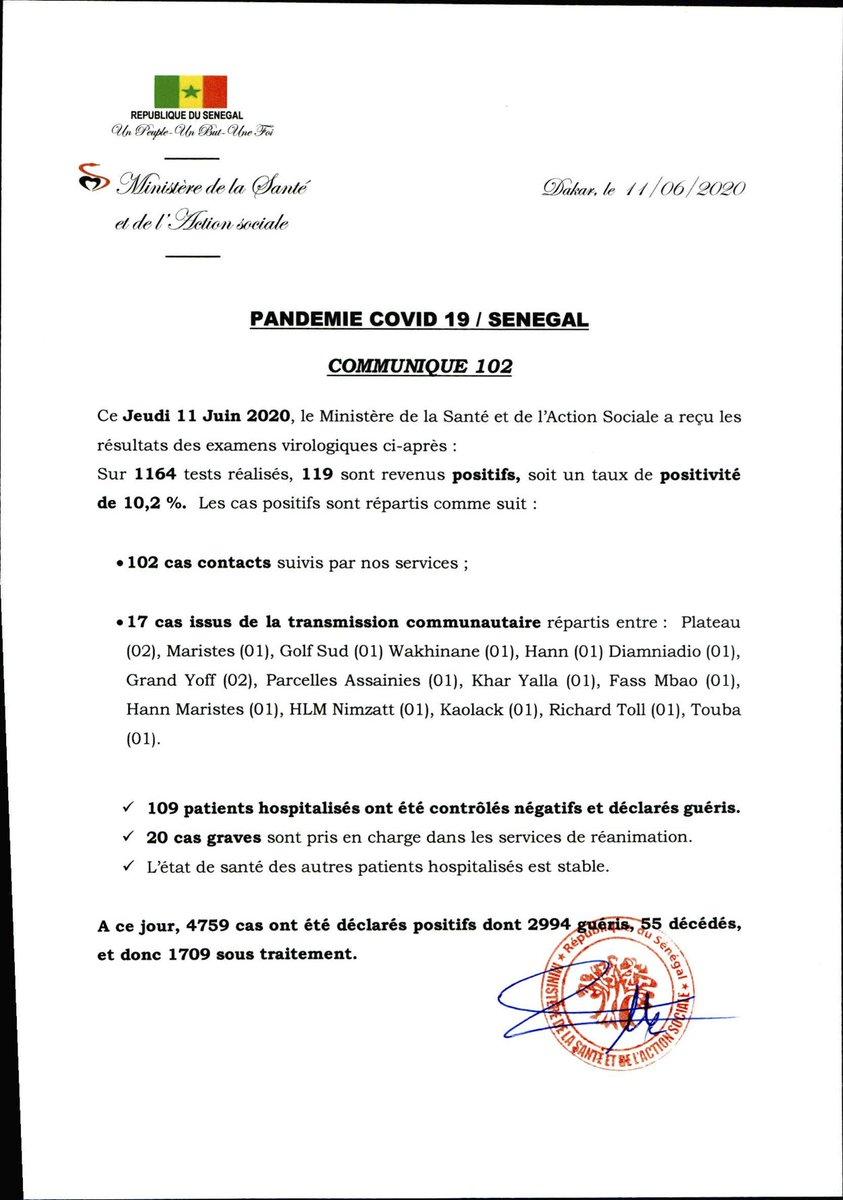 REPUBLIQUE DU SENEGAL
Un Peuple-Un But-Une Foi
Ministère de la Santé
et de l'Action sociale
Dakar, le 11/06/2020
PANDEMIE COVID 19 / SENEGAL
COMMUNIQUE 102
Ce Jeudi 11 Juin 2020, le Ministère de la Santé et de l'Action Sociale a reçu les
résultats des examens virologiques ci-après :
Sur 1164 tests réalisés, 119 sont revenus positifs, soit un taux de positivité
de 10,2 %. Les cas positifs sont répartis comme suit :
• 102 cas contacts suivis par nos services ;
• 17 cas issus de la transmission communautaire répartis entre : Plateau
(02), Maristes (01), Golf Sud (01) Wakhinane (01), Hann (01) Diamniadio (01),
Grand Yoff (02), Parcelles Assainies (01), Khar Yalla (01), Fass Mbao (01),
Hann Maristes (01), HLM Nimzatt (01), Kaolack (01), Richard Toll (01), Touba
(01).
✓ 109 patients hospitalisés ont été contrôlés négatifs et déclarés guéris.
✓ 20 cas graves sont pris en charge dans les services de réanimation.
✓ L'état de santé des autres patients hospitalisés est stable.
A ce jour, 4759 cas ont été déclarés positifs dont 2994 guéris, 55 décédés,
et donc 1709 sous traitement.
République du Sénégal
MINISTERE DE LA SANTÉ ET DE L'ACTION SOCIALE